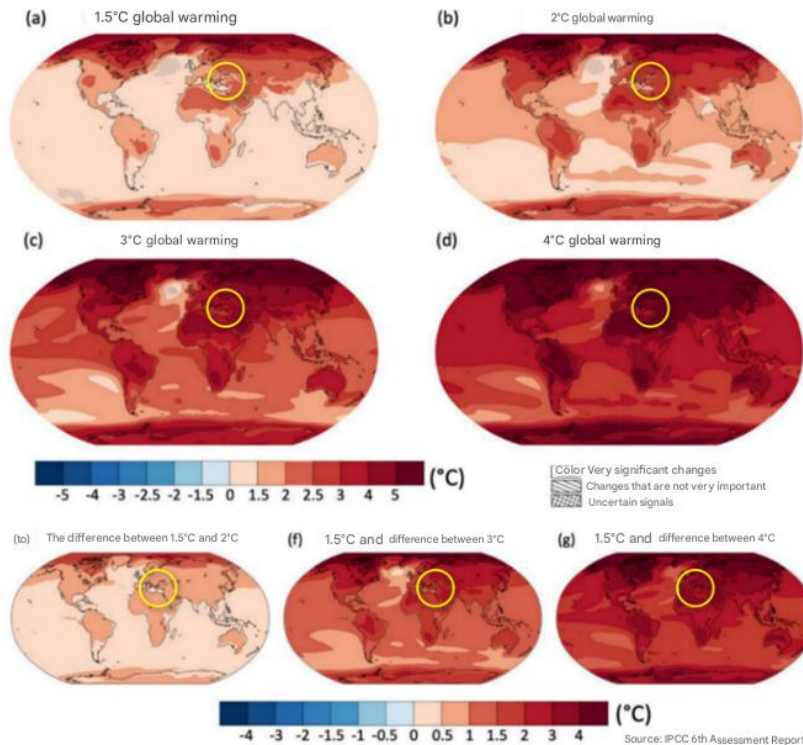 (a) 1.5°C global warming
(b) 2°C global warming
(c) 3°C global warming
(d) 4°C global warming
-5 -4 -3 -2.5 -2 -1.5 -1 0 1 1.5 2 2.5 3 4 5 (°C)
Color Very significant changes
Changes that are not very important
Uncertain signals
(to) The difference between 1.5°C and 2°C
(f) 1.5°C and difference between 3°C
(g) 1.5°C and difference between 4°C
-4 -3 -2 -1.5 -1 -0.5 0 0.5 1 1.5 2 3 4 (°C)
Source: IPCC 6th Assessment Report